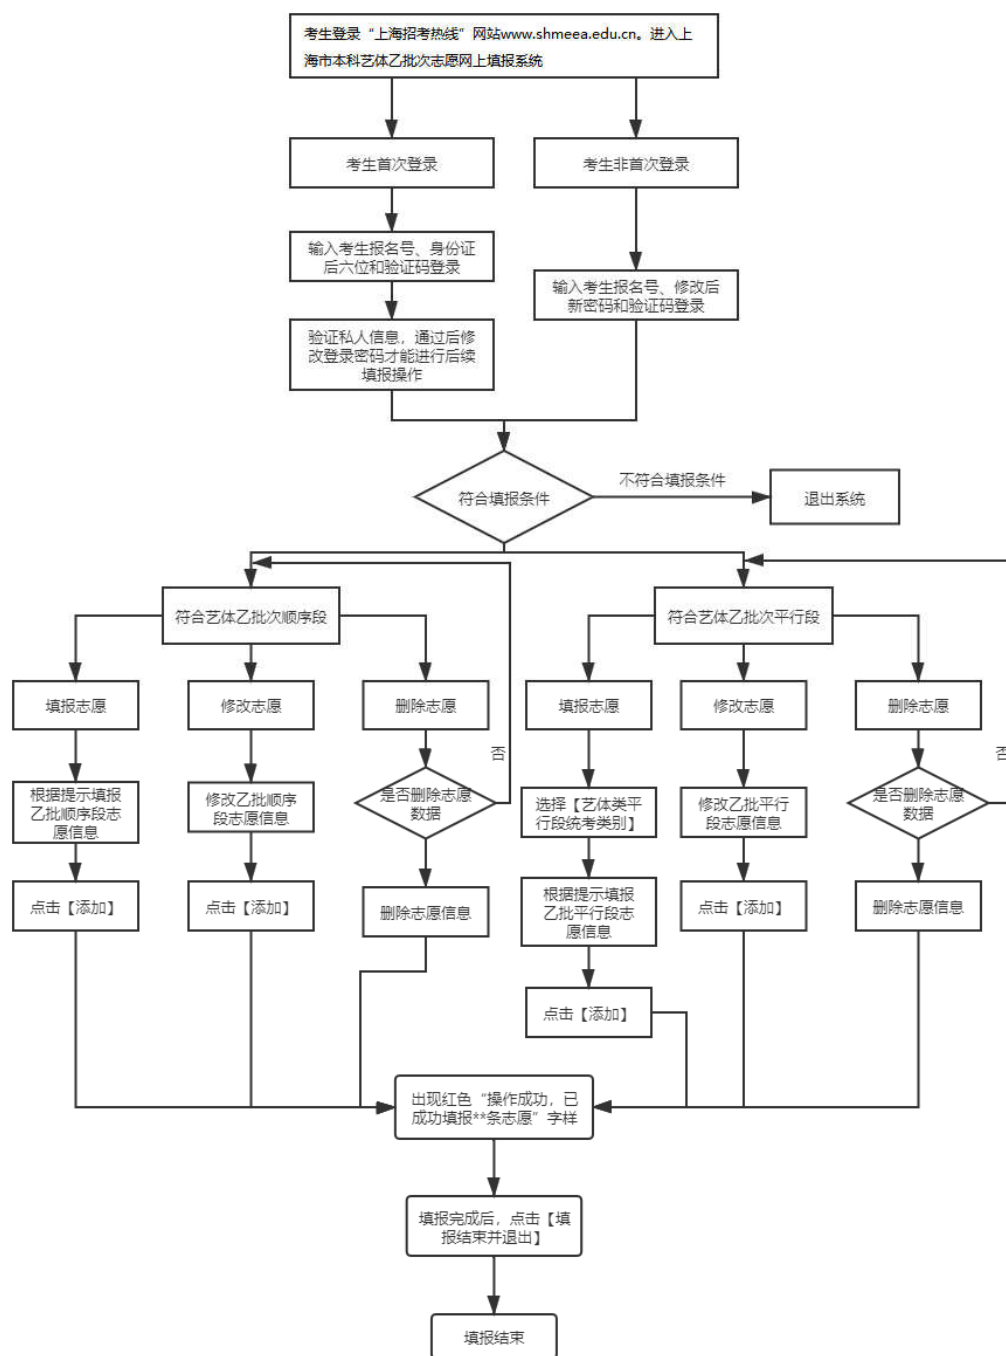 考生登录“上海招考热线”网站www.shmeea.edu.cn。进入上
海市本科艺体乙批次志愿网上填报系统
考生首次登录
考生非首次登录
输入考生报名号、身份证
后六位和验证码登录
输入考生报名号、修改后
新密码和验证码登录
验证私人信息，通过后修
改登录密码才能进行后续
填报操作
符合填报条件
不符合填报条件
退出系统
符合艺体乙批次顺序段
符合艺体乙批次平行段
填报志愿
修改志愿
删除志愿
填报志愿
修改志愿
删除志愿
否
否
根据提示填报
乙批顺序段志
愿信息
修改乙批顺序
段志愿信息
是否删除志愿
数据
选择【艺体类平
行段统考类别】
修改乙批平行
段志愿信息
是否删除志愿
数据
点击【添加】
点击【添加】
删除志愿信息
根据提示填报
乙批平行段志
愿信息
点击【添加】
删除志愿信息
点击【添加】
出现红色“操作成功，已
成功填报**条志愿”字样
填报完成后，点击【填
报结束并退出】
填报结束